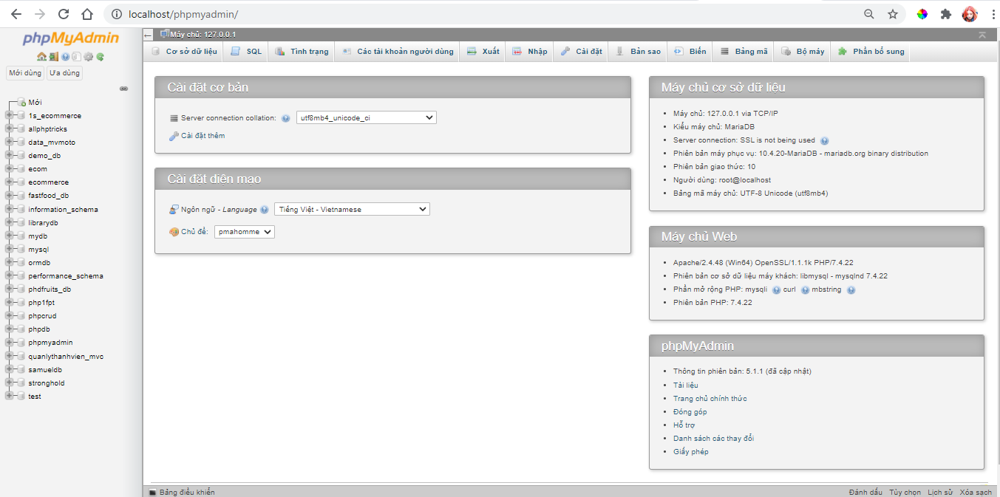 localhost/phpmyadmin/
phpMyAdmin
Mới dùng Ưa dùng
Mới
1s_ecommerce
allphptricks
data_mvmoto
demo_db
ecom
ecommerce
fastfood_db
information_schema
librarydb
mydb
mysql
ormdb
performance_schema
phdfruits_db
php1fpt
phpcrud
phpdb
phpmyadmin
quanlythanhvien_mvc
samueldb
stronghold
test
Máy chủ: 127.0.0.1
Cơ sở dữ liệu SQL Tình trạng Các tài khoản người dùng Xuất Nhập Cài đặt Bản sao Biến Bảng mã Bộ máy Phần bổ sung
Cài đặt cơ bản
Server connection collation: utf8mb4_unicode_ci
Cài đặt thêm
Cài đặt diện mạo
Ngôn ngữ - Language Tiếng Việt - Vietnamese
Chủ đề: pmahomme
Máy chủ cơ sở dữ liệu
Máy chủ: 127.0.0.1 via TCP/IP
Kiểu máy chủ: MariaDB
Server connection: SSL is not being used
Phiên bản máy phục vụ: 10.4.20-MariaDB - mariadb.org binary distribution
Phiên bản giao thức: 10
Người dùng: root@localhost
Bảng mã máy chủ: UTF-8 Unicode (utf8mb4)
Máy chủ Web
Apache/2.4.48 (Win64) OpenSSL/1.1.1k PHP/7.4.22
Phiên bản cơ sở dữ liệu máy khách: libmysql - mysqlnd 7.4.22
Phần mở rộng PHP: mysqli curl mbstring
Phiên bản PHP: 7.4.22
phpMyAdmin
Thông tin phiên bản: 5.1.1 (đã cập nhật)
Tài liệu
Trang chủ chính thức
Đóng góp
Hỗ trợ
Danh sách các thay đổi
Giấy phép
Bảng điều khiển Đánh dấu Tùy chọn Lịch sử Xóa sạch